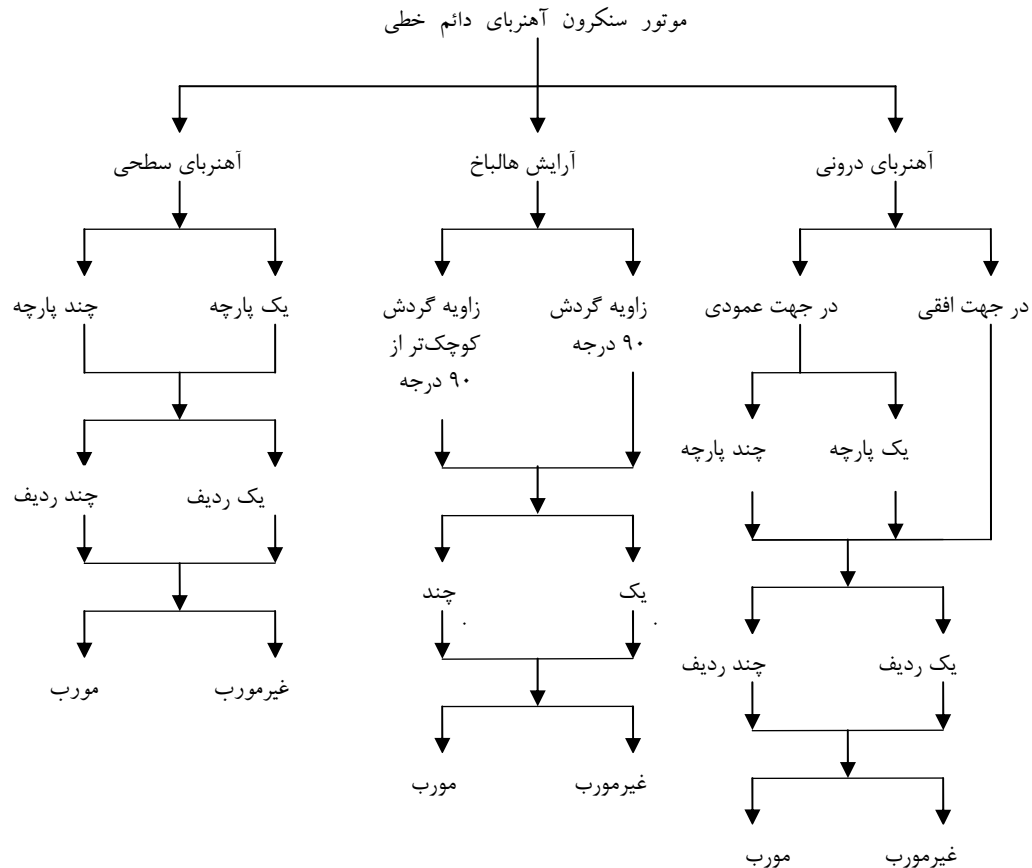 موتور سنکرون آهنربای دائم خطی
آهنربای درونی
آرایش هالباخ
آهنربای سطحی
در جهت افقی
در جهت عمودی
یک پارچه
چند پارچه
یک ردیف
چند ردیف
غیرمورب
مورب
زاویه گردش
۹۰ درجه
زاویه گردش
کوچک‌تر از
۹۰ درجه
یک
.
چند
.
غیرمورب
مورب
یک پارچه
چند پارچه
یک ردیف
چند ردیف
غیرمورب
مورب